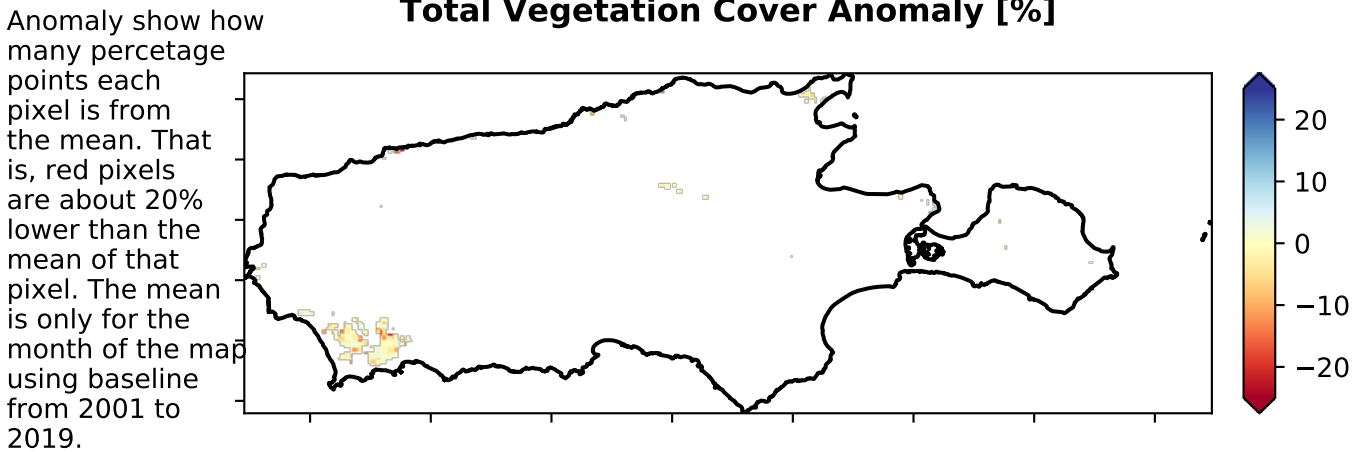 Total Vegetation Cover Anomaly [%]
Anomaly show how
many percetage
points each
pixel is from
the mean. That
is, red pixels
are about 20%
lower than the
mean of that
pixel. The mean
is only for the
month of the map
using baseline
from 2001 to
2019.
20
10
0
−10
−20